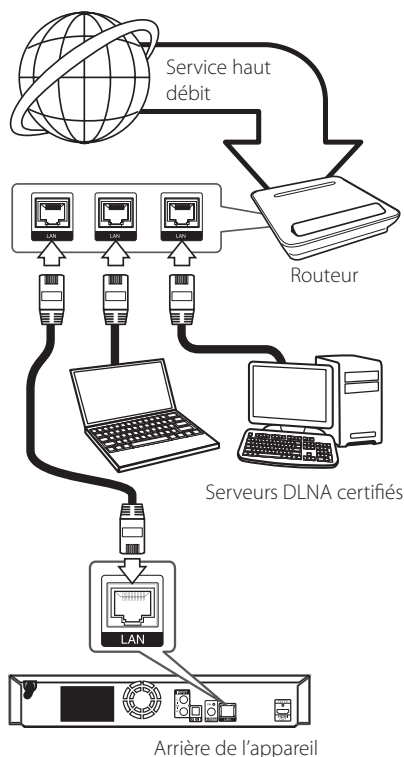 Service haut
débit
LAN
LAN
LAN
Routeur
Serveurs DLNA certifiés
LAN
Arrière de l'appareil